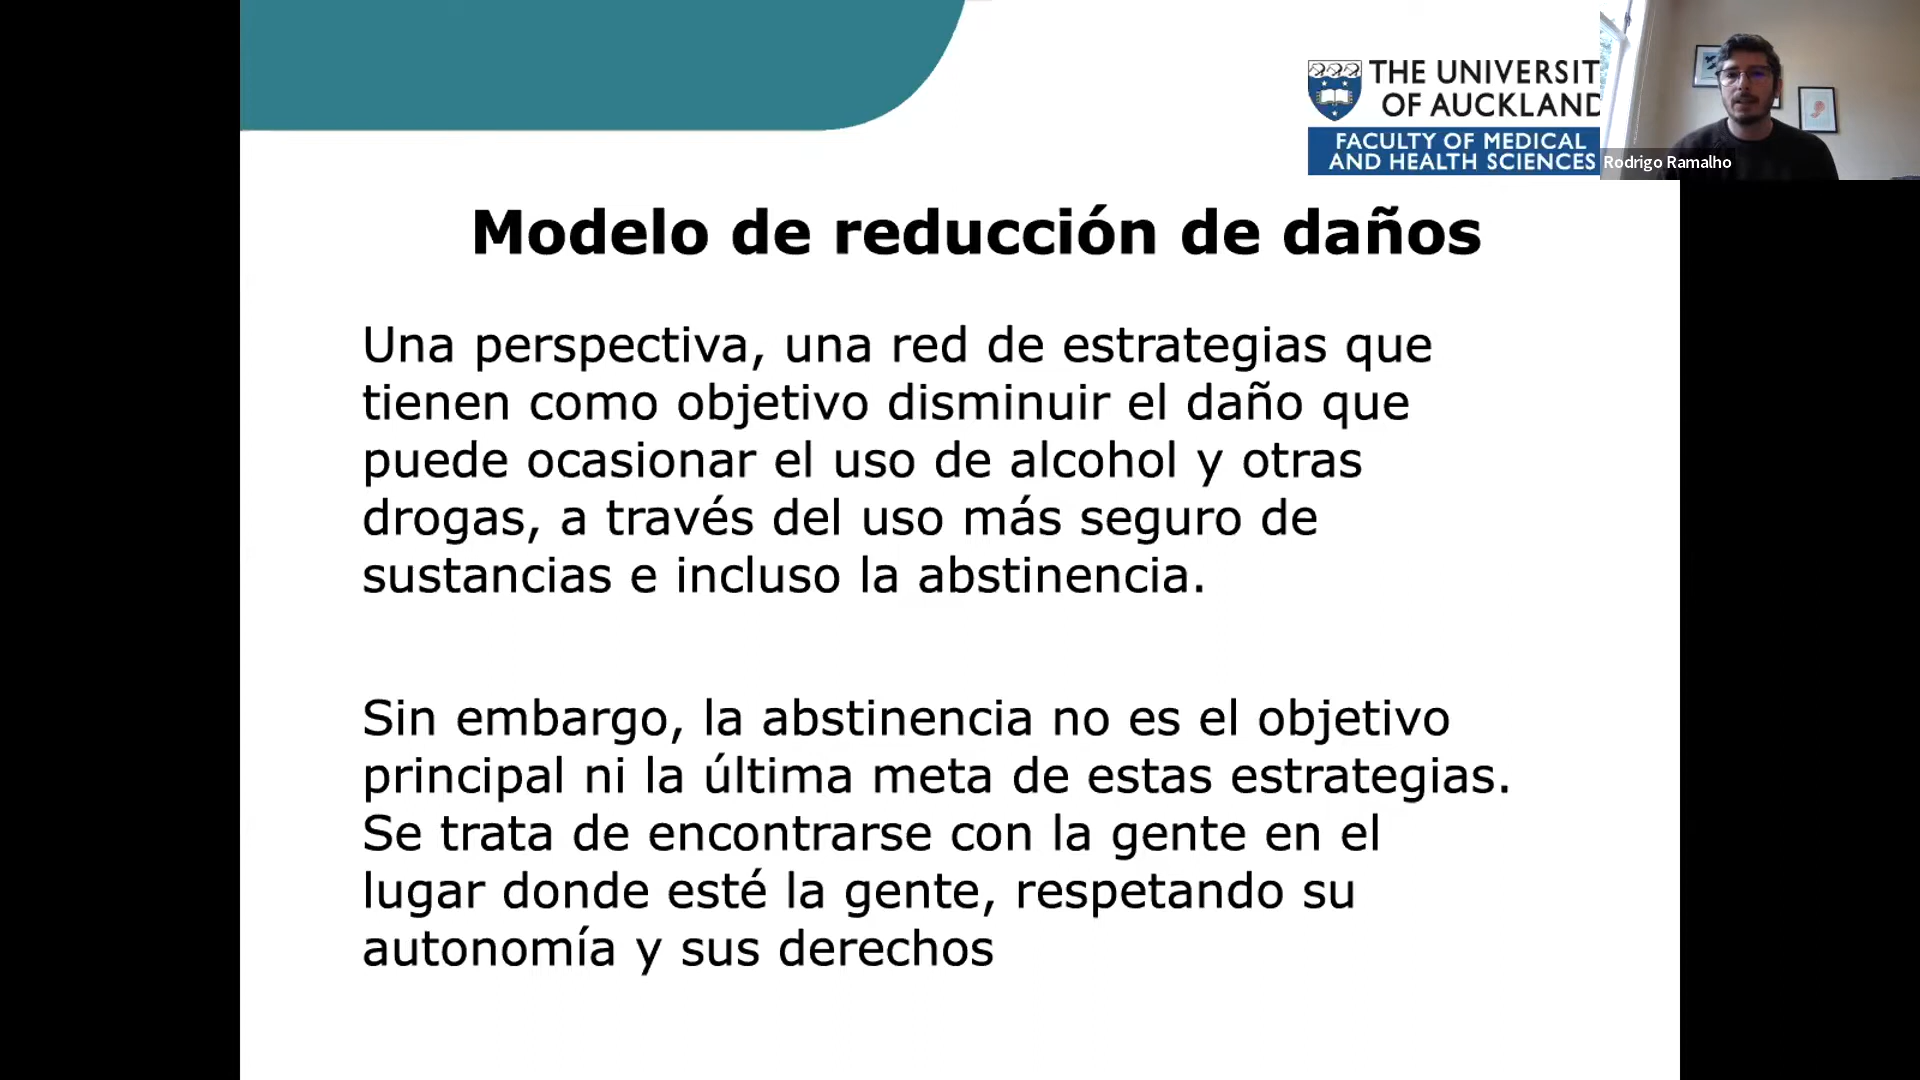 THE UNIVERSIT
OF AUCKLAND
FACULTY OF MEDICAL
AND HEALTH SCIENCES
Rodrigo Ramalho
Modelo de reducción de daños
Una perspectiva, una red de estrategias que
tienen como objetivo disminuir el daño que
puede ocasionar el uso de alcohol y otras
drogas, a través del uso más seguro de
sustancias e incluso la abstinencia.
Sin embargo, la abstinencia no es el objetivo
principal ni la última meta de estas estrategias.
Se trata de encontrarse con la gente en el
lugar donde esté la gente, respetando su
autonomía y sus derechos